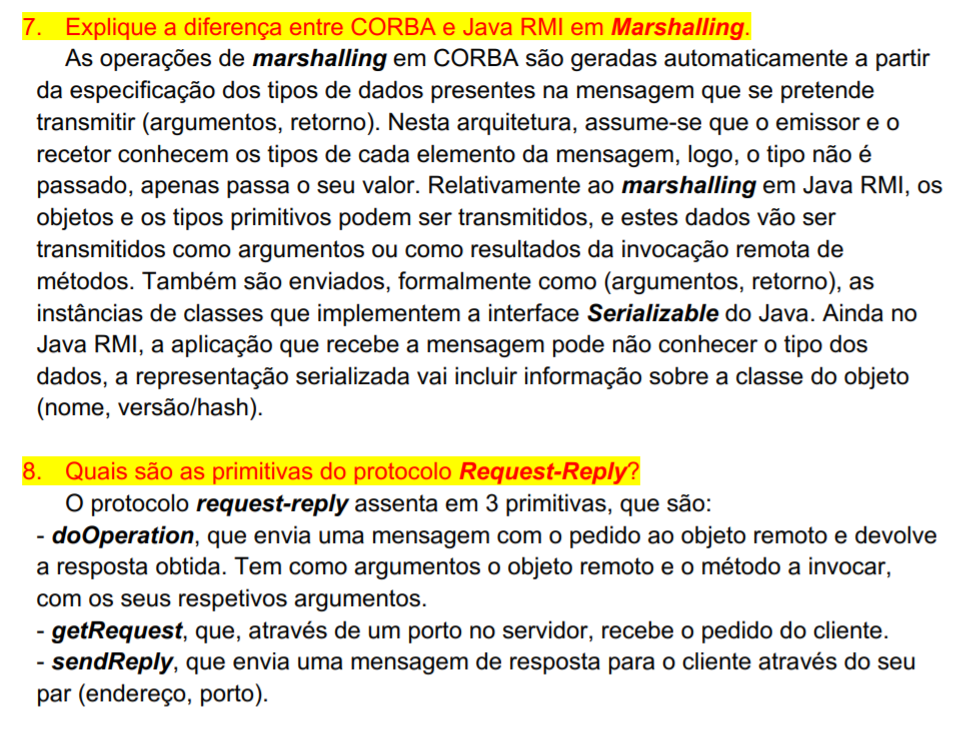 7. Explique a diferença entre CORBA e Java RMI em Marshalling.
As operações de marshalling em CORBA são geradas automaticamente a partir
da especificação dos tipos de dados presentes na mensagem que se pretende
transmitir (argumentos, retorno). Nesta arquitetura, assume-se que o emissor e o
recetor conhecem os tipos de cada elemento da mensagem, logo, o tipo não é
passado, apenas passa o seu valor. Relativamente ao marshalling em Java RMI, os
objetos e os tipos primitivos podem ser transmitidos, e estes dados vão ser
transmitidos como argumentos ou como resultados da invocação remota de
métodos. Também são enviados, formalmente como (argumentos, retorno), as
instâncias de classes que implementem a interface Serializable do Java. Ainda no
Java RMI, a aplicação que recebe a mensagem pode não conhecer o tipo dos
dados, a representação serializada vai incluir informação sobre a classe do objeto
(nome, versão/hash).
8. Quais são as primitivas do protocolo Request-Reply?
O protocolo request-reply assenta em 3 primitivas, que são:
- doOperation, que envia uma mensagem com o pedido ao objeto remoto e devolve
a resposta obtida. Tem como argumentos o objeto remoto e o método a invocar,
com os seus respetivos argumentos.
- getRequest, que, através de um porto no servidor, recebe o pedido do cliente.
- sendReply, que envia uma mensagem de resposta para o cliente através do seu
par (endereço, porto).